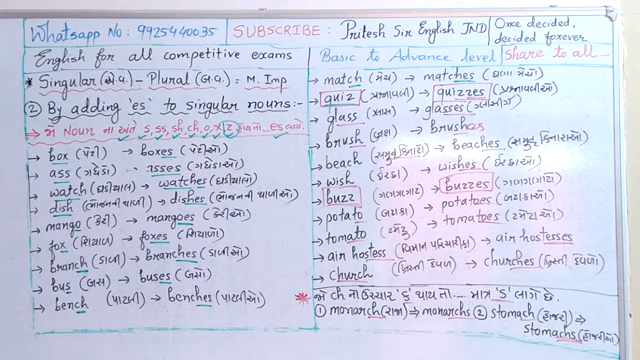 Whatsapp No: 9925440035
SUBSCRIBE: Pritesh Sir English JND
Once decided,
decided forever
English for all competitive exams
* Singular (એ.વ.) - Plural (બ.વ.) = M. Imp
② By adding 'es' to singular nouns:-
→ જે Noun ના અંતે s, ss, sh, ch, o, x, z હોય તો.. es લાગે.
→ box (પેટી) → boxes (પેટીઓ)
→ ass (ગધેડો) → asses (ગધેડાઓ)
→ watch (ઘડીયાળ) → watches (ઘડીયાળો)
→ dish (ભોજનની થાળી) → dishes (ભોજનની થાળીઓ)
→ mango (કેરી) → mangoes (કેરીઓ)
→ fox (શિયાળ) → foxes (શિયાળો)
→ branch (ડાળી) → branches (ડાળીઓ)
→ bus (બસ) → buses (બસો)
→ bench (પાટલી) → benches (પાટલીઓ)
Basic to Advance level
Share to all...
→ match (મેચ) → matches (ઘણા મેચો)
→ quiz (પ્રશ્નાવલી) → quizzes (પ્રશ્નાવલીઓ)
→ glass (ગ્લાસ) → glasses
→ brush (બ્રશ) → brushes
→ beach (સમુદ્ર કિનારો) → beaches (સમુદ્ર કિનારાઓ)
→ wish (ઈચ્છા) → wishes (ઈચ્છાઓ)
→ buzz (ગણગણાટ) → buzzes (ગણગણાટો)
→ potato (બટાકા) → potatoes (બટાકાઓ)
→ tomato (ટમેટું) → tomatoes (ટમેટાઓ)
→ air hostess (વિમાન પરિચારીકા) → air hostesses
→ church (ખ્રિસ્તી દેવળ) → churches (ખ્રિસ્તી દેવળો)
* જો ch નો ઉચ્ચાર 'ક' થાય તો.... માત્ર 'S' લાગે છે.
① monarch (રાજા) ⇒ monarchs ② stomach (હોજરી) ⇒
stomachs (હોજરીઓ)